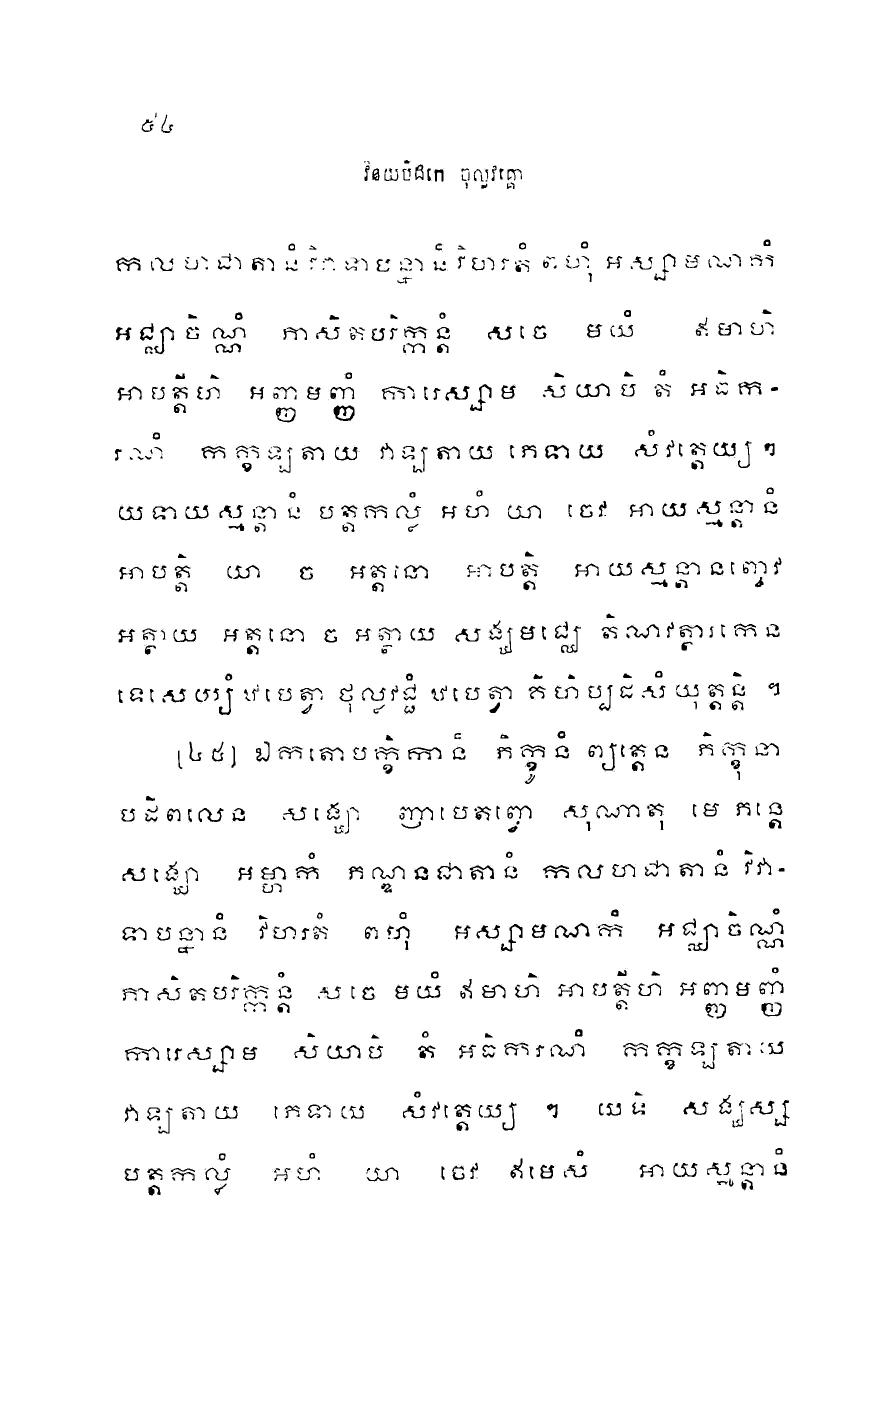 ៥៤
វិនយបិដកេ ចុល្លវគ្គោ
កលហជាតានំ វិវាទាបន្នានំ វិហរតំ ពហុំ អស្សាមណកំ
អជ្ឈាចិណ្ណំ ភាសិតបរិក្កន្តំ សចេ មយំ ឥមាហិ
អាបត្តីហិ អញ្ញមញ្ញំ ការេស្សាម សិយាបិ តំ អធិក-
រណំ កក្ខឡ្បតាយ វាឡ្បតាយ ភេទាយ សំវត្តេយ្យ ។
យទាយស្មន្តានំ បត្តកល្លំ អហំ យា ចេវ អាយស្មន្តានំ
អាបត្តិ យា ច អត្តនោ អាបត្តិ អាយស្មន្តានញ្ចេវ
អត្ថាយ អត្តនោ ច អត្ថាយ សង្ឃមជ្ឈេ តិណវត្ថារកេន
ទេសេយ្យំ ឋបេត្វា ថុល្លវជ្ជំ ឋបេត្វា គិហិប្បដិសំយុត្តន្តិ ។
[៤៥] ឯកតោបក្ខិកានំ ភិក្ខូនំ ព្យត្តេន ភិក្ខុនា
បដិពលេន សង្ឃោ ញាបេតព្វោ សុណាតុ មេ ភន្តេ
សង្ឃោ អម្ហាកំ ភណ្ឌនជាតានំ កលហជាតានំ វិវា-
ទាបន្នានំ វិហរតំ ពហុំ អស្សាមណកំ អជ្ឈាចិណ្ណំ
ភាសិតបរិក្កន្តំ សចេ មយំ ឥមាហិ អាបត្តីហិ អញ្ញមញ្ញំ
ការេស្សាម សិយាបិ តំ អធិករណំ កក្ខឡ្បតាយ
វាឡ្បតាយ ភេទាយ សំវត្តេយ្យ ។ យទិ សង្ឃស្ស
បត្តកល្លំ អហំ យា ចេវ ឥមេសំ អាយស្មន្តានំ